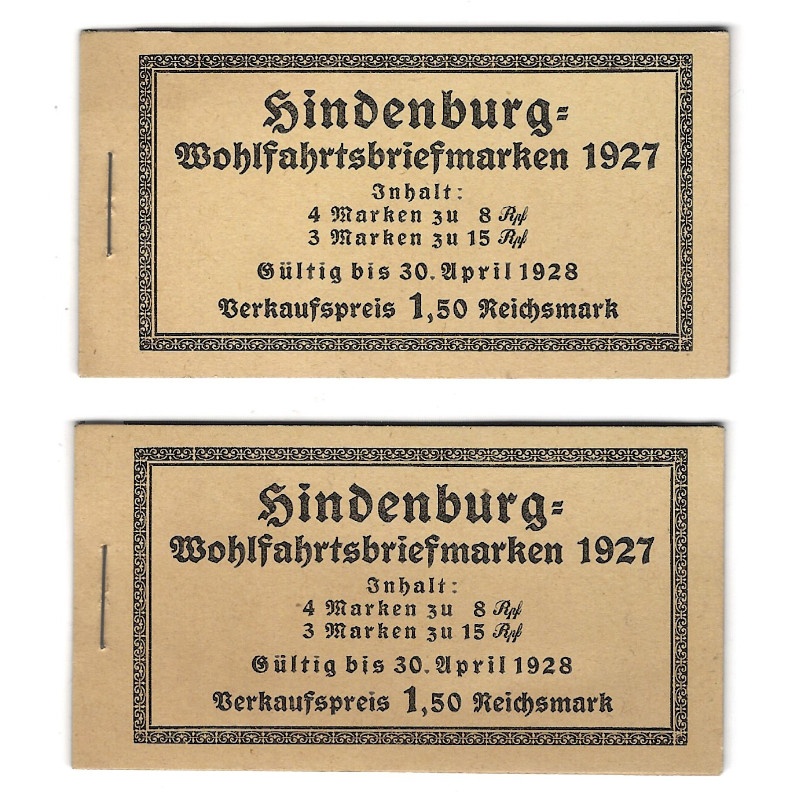 Hindenburg=
Wohlfahrtsbriefmarken 1927
Inhalt:
4 Marken zu 8 Rpf
3 Marken zu 15 Rpf
Gültig bis 30. April 1928
Verkaufspreis 1,50 Reichsmark
Hindenburg=
Wohlfahrtsbriefmarken 1927
Inhalt:
4 Marken zu 8 Rpf
3 Marken zu 15 Rpf
Gültig bis 30. April 1928
Verkaufspreis 1,50 Reichsmark